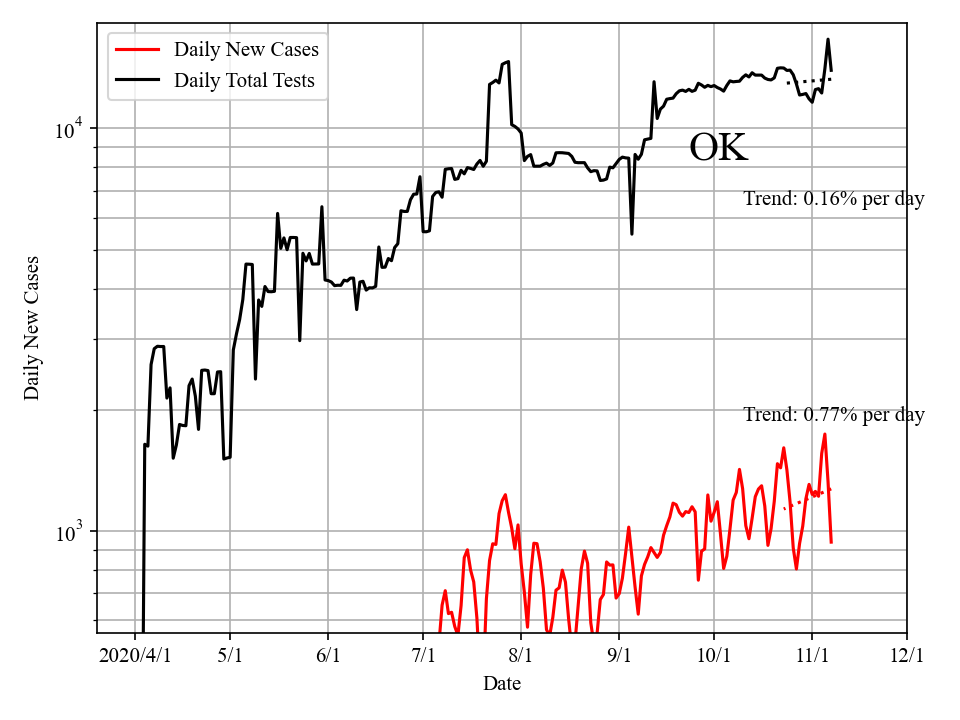 Daily New Cases
Daily Total Tests
10^4
OK
Trend: 0.16% per day
Daily New Cases
Trend: 0.77% per day
10^3
2020/4/1 5/1 6/1 7/1 8/1 9/1 10/1 11/1 12/1
Date